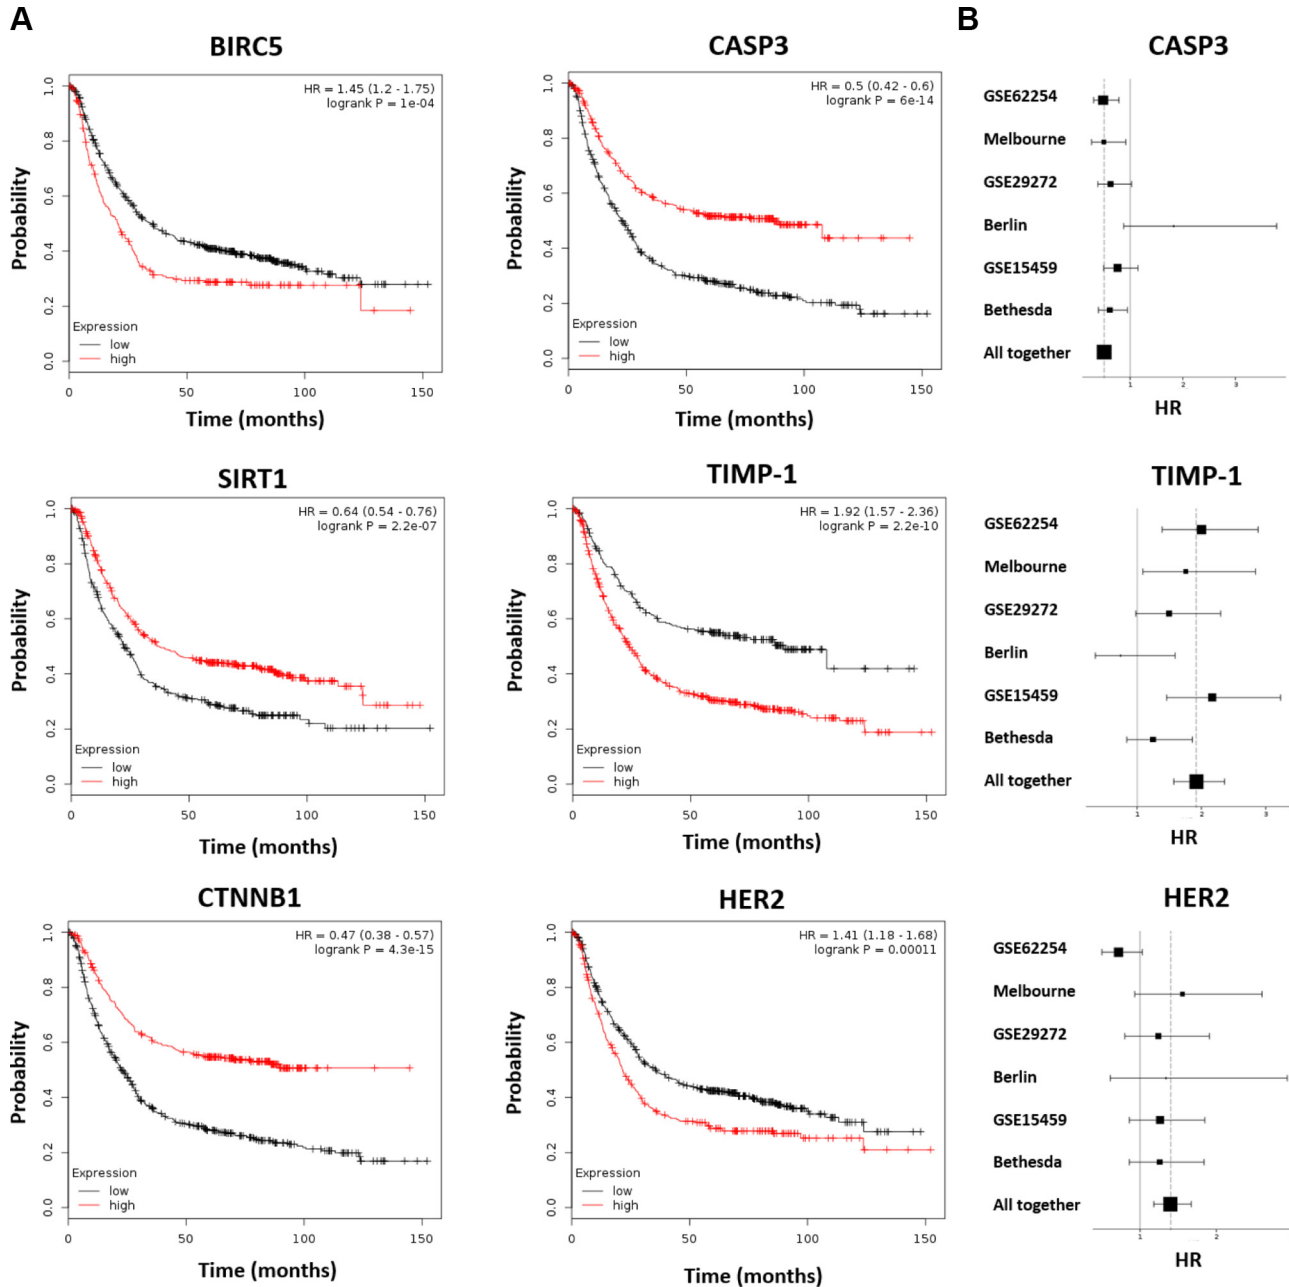 A
B
BIRC5
HR = 1.45 (1.2 - 1.75)
logrank P = 1e-04
Probability
1.0
0.8
0.6
0.4
0.2
0.0
Expression
low
high
0 50 100 150
Time (months)
CASP3
HR = 0.5 (0.42 - 0.6)
logrank P = 6e-14
Probability
1.0
0.8
0.6
0.4
0.2
0.0
Expression
low
high
0 50 100 150
Time (months)
CASP3
GSE62254
Melbourne
GSE29272
Berlin
GSE15459
Bethesda
All together
1 2 3
HR
SIRT1
HR = 0.64 (0.54 - 0.76)
logrank P = 2.2e-07
Probability
1.0
0.8
0.6
0.4
0.2
0.0
Expression
low
high
0 50 100 150
Time (months)
TIMP-1
HR = 1.92 (1.57 - 2.36)
logrank P = 2.2e-10
Probability
1.0
0.8
0.6
0.4
0.2
0.0
Expression
low
high
0 50 100 150
Time (months)
TIMP-1
GSE62254
Melbourne
GSE29272
Berlin
GSE15459
Bethesda
All together
1 2 3
HR
CTNNB1
HR = 0.47 (0.38 - 0.57)
logrank P = 4.3e-15
Probability
1.0
0.8
0.6
0.4
0.2
0.0
Expression
low
high
0 50 100 150
Time (months)
HER2
HR = 1.41 (1.18 - 1.68)
logrank P = 0.00011
Probability
1.0
0.8
0.6
0.4
0.2
0.0
Expression
low
high
0 50 100 150
Time (months)
HER2
GSE62254
Melbourne
GSE29272
Berlin
GSE15459
Bethesda
All together
1 2
HR